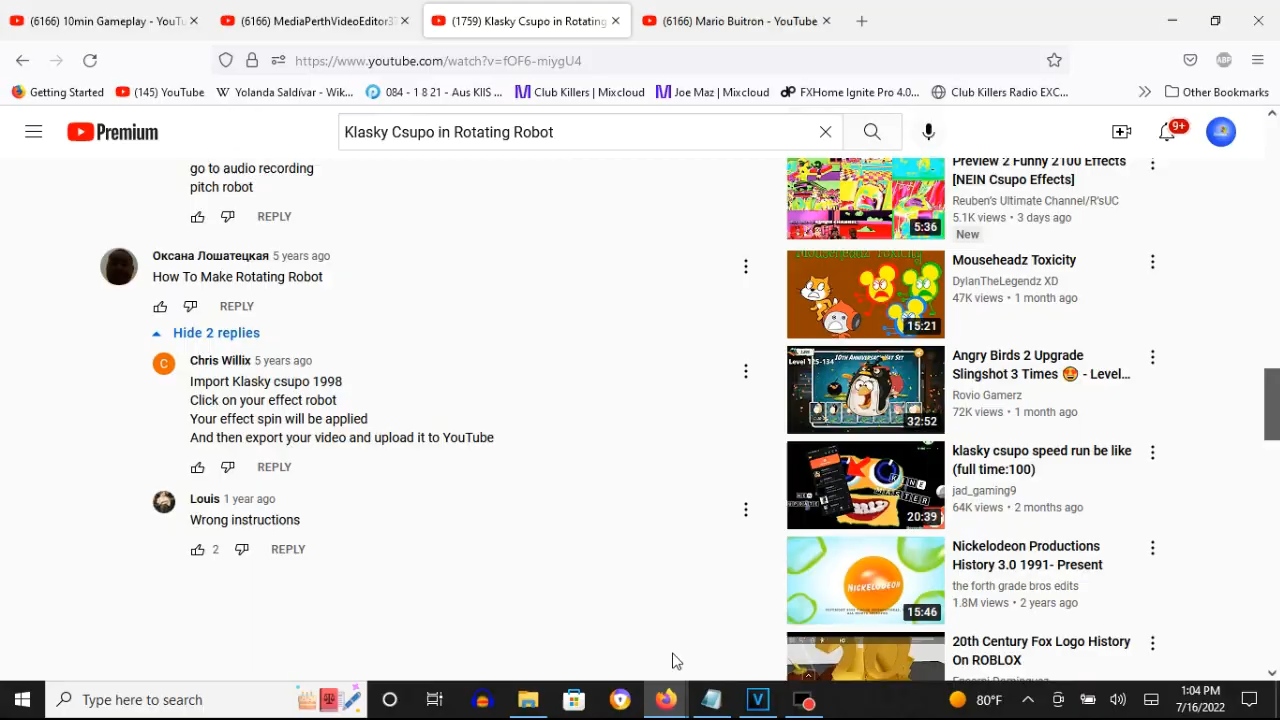 (6166) 10min Gameplay - YouTu
(6166) MediaPerthVideoEditor3
(1759) Klasky Csupo in Rotating
(6166) Mario Buitron - YouTube
https://www.youtube.com/watch?v=fOF6-miygU4
Getting Started
(145) YouTube
Yolanda Saldívar - Wik...
084 - 1 8 21 - Aus KIIS ...
Club Killers | Mixcloud
Joe Maz | Mixcloud
FXHome Ignite Pro 4.0...
Club Killers Radio EXC...
Other Bookmarks
Premium
Klasky Csupo in Rotating Robot
9+
go to audio recording
pitch robot
REPLY
Оксана Лошатецкая 5 years ago
How To Make Rotating Robot
REPLY
Hide 2 replies
C
Chris Willix 5 years ago
Import Klasky csupo 1998
Click on your effect robot
Your effect spin will be applied
And then export your video and upload it to YouTube
REPLY
Louis 1 year ago
Wrong instructions
2
REPLY
5:36
Preview 2 Funny 2100 Effects
[NEIN Csupo Effects]
Reuben's Ultimate Channel/R'sUC
5.1K views • 3 days ago
New
Mouseheadz Toxicity
15:21
Mouseheadz Toxicity
DylanTheLegendz XD
47K views • 1 month ago
32:52
Angry Birds 2 Upgrade
Slingshot 3 Times 🤩 - Level...
Rovio Gamerz
72K views • 1 month ago
20:39
klasky csupo speed run be like
(full time:100)
jad_gaming9
64K views • 2 months ago
NICKELODEON
15:46
Nickelodeon Productions
History 3.0 1991- Present
the forth grade bros edits
1.8M views • 2 years ago
20th Century Fox Logo History
On ROBLOX
Type here to search
80°F
1:04 PM
7/16/2022